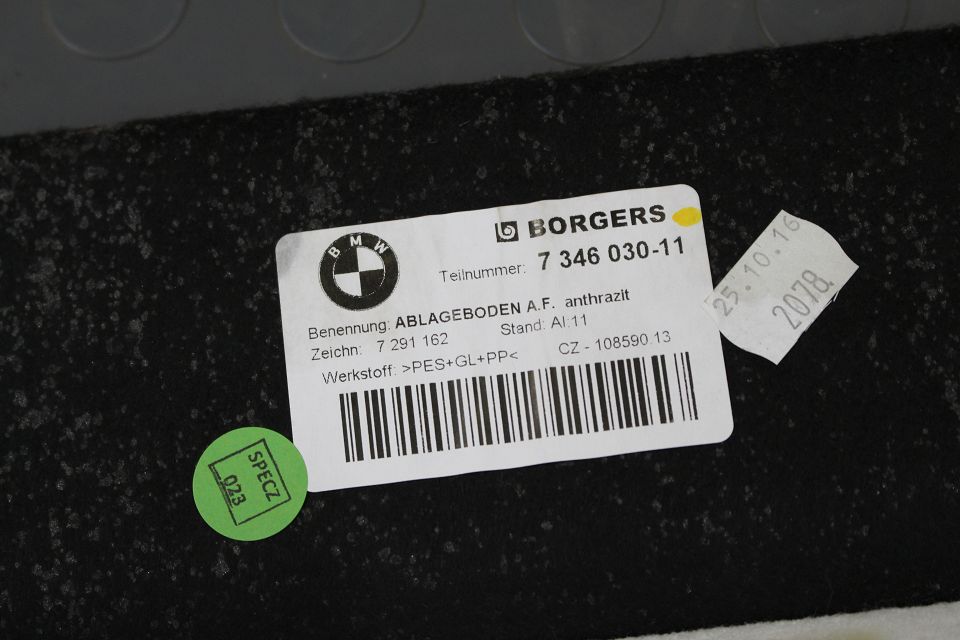 BMW
BORGERS
Teilnummer: 7 346 030-11
Benennung: ABLAGEBODEN A.F. anthrazit
Zeichn: 7 291 162 Stand: AI:11
Werkstoff: >PES+GL+PP< CZ - 108590.13
25.10.16
2078.
SPECZ
023